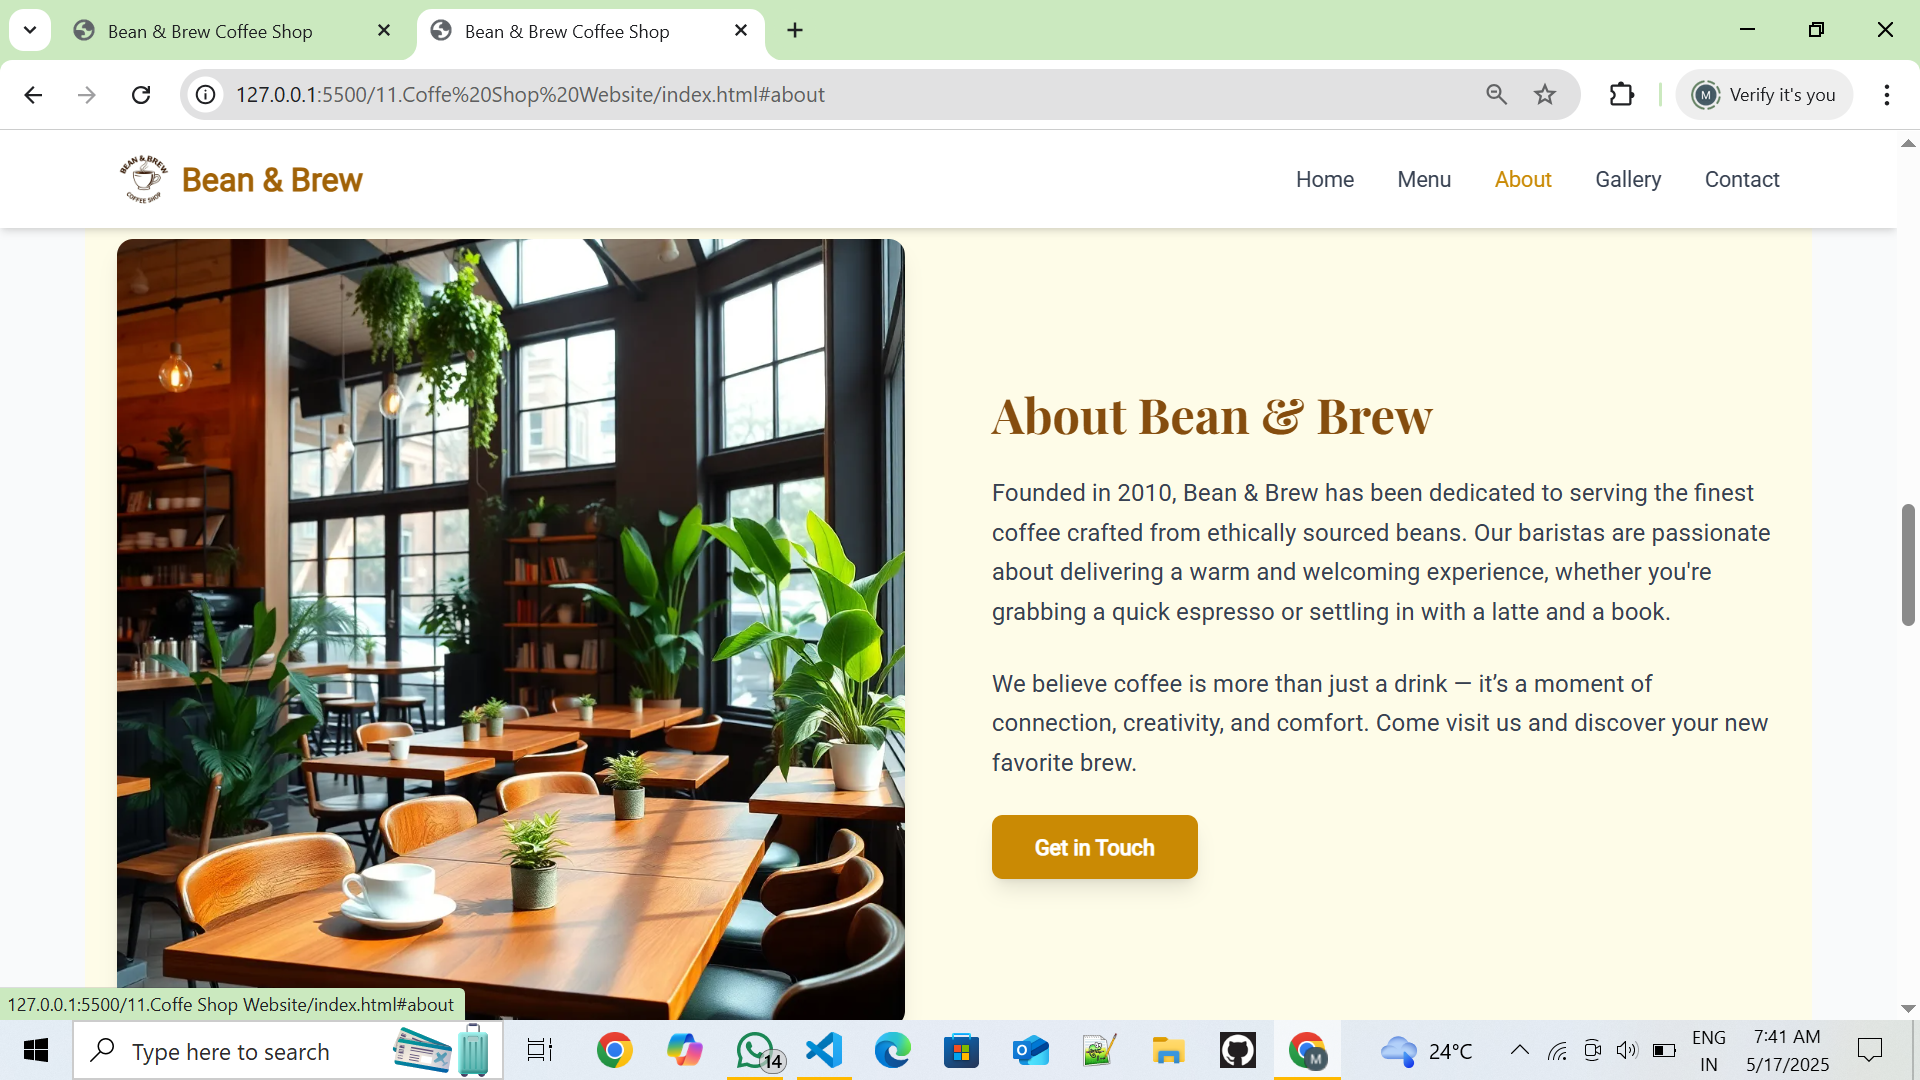 Bean & Brew Coffee Shop
Bean & Brew Coffee Shop
127.0.0.1:5500/11.Coffe%20Shop%20Website/index.html#about
M
Verify it's you
BEAN & BREW
COFFEE SHOP
Bean & Brew
Home
Menu
About
Gallery
Contact
About Bean & Brew
Founded in 2010, Bean & Brew has been dedicated to serving the finest
coffee crafted from ethically sourced beans. Our baristas are passionate
about delivering a warm and welcoming experience, whether you're
grabbing a quick espresso or settling in with a latte and a book.
We believe coffee is more than just a drink — it’s a moment of
connection, creativity, and comfort. Come visit us and discover your new
favorite brew.
Get in Touch
127.0.0.1:5500/11.Coffe Shop Website/index.html#about
Type here to search
14
M
24°C
ENG
IN
7:41 AM
5/17/2025